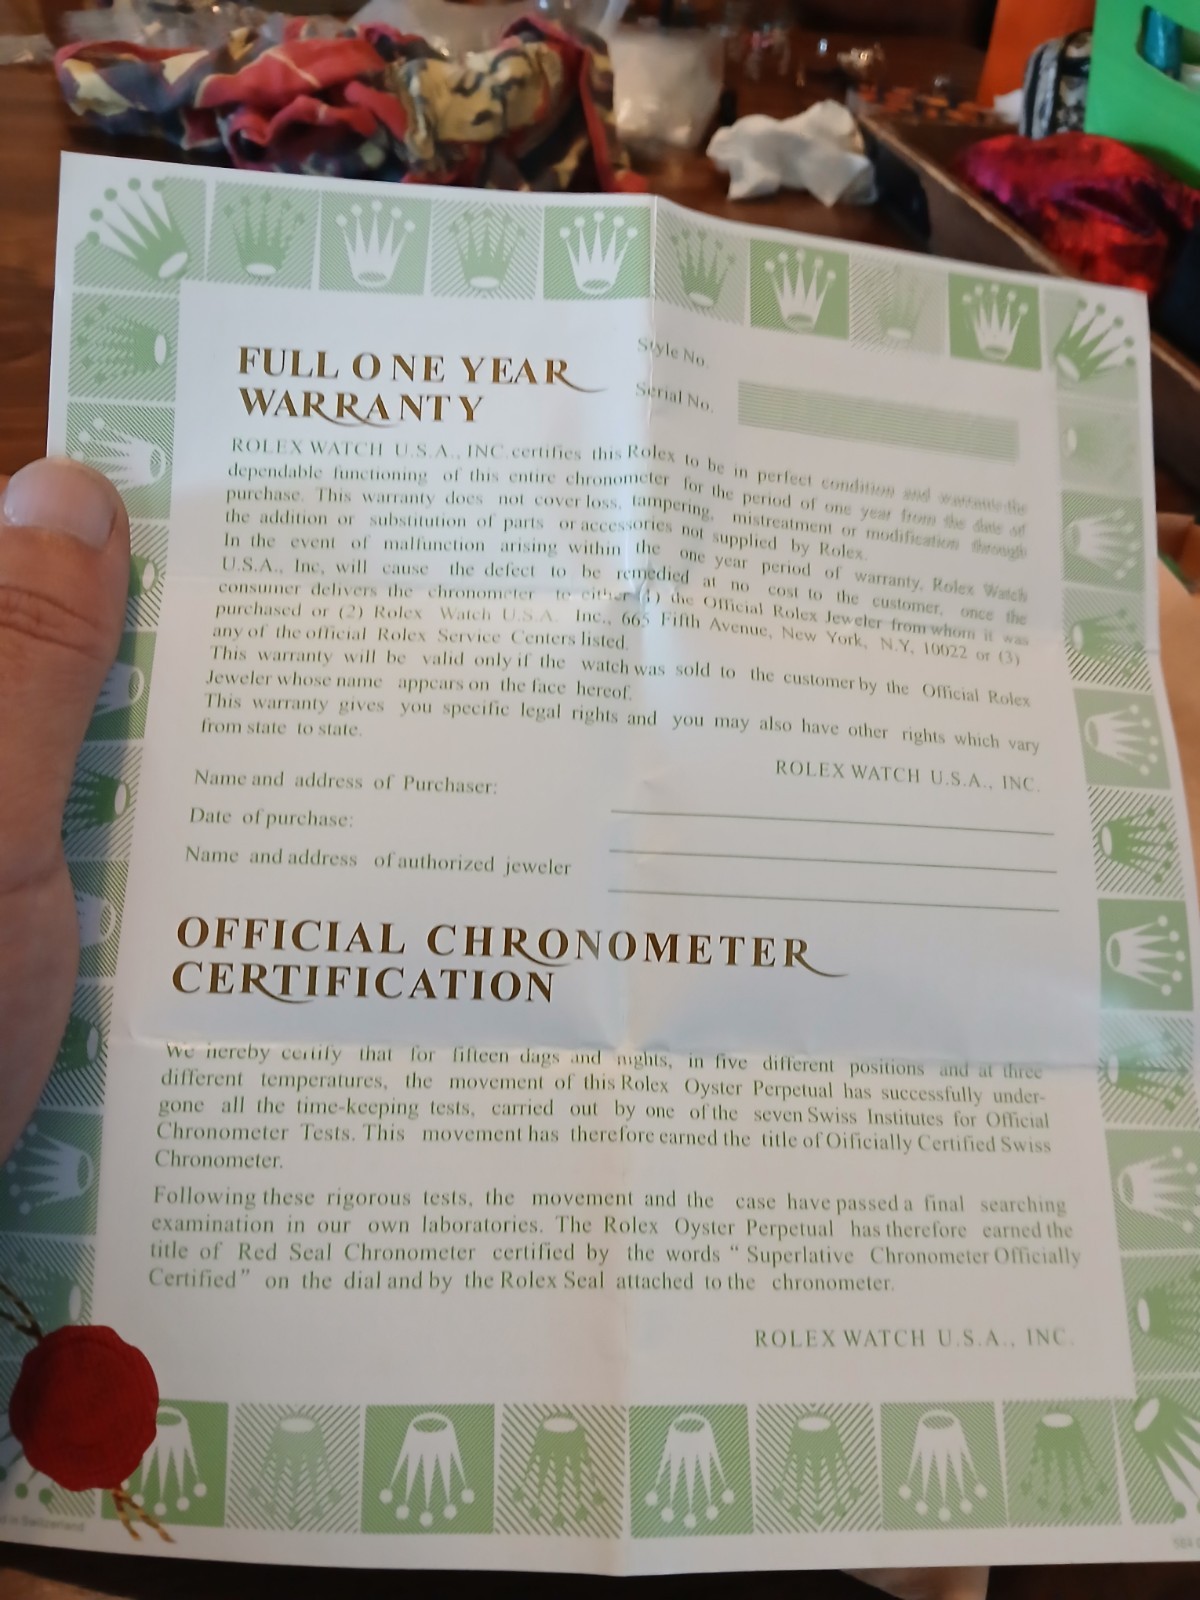 FULL ONE YEAR
WARRANTY
Style No.
Serial No.
ROLEX WATCH U.S.A., INC. certifies this Rolex to be in perfect condition and warrants the
dependable functioning of this entire chronometer for the period of one year from the date of
purchase. This warranty does not cover loss, tampering, mistreatment or modification through
the addition or substitution of parts or accessories not supplied by Rolex.
In the event of malfunction arising within the one year period of warranty, Rolex Watch
U.S.A., Inc, will cause the defect to be remedied at no cost to the customer, once the
consumer delivers the chronometer to either (1) the Official Rolex Jeweler from whom it was
purchased or (2) Rolex Watch U.S.A. Inc., 665 Fifth Avenue, New York, N.Y, 10022 or (3)
any of the official Rolex Service Centers listed.
This warranty will be valid only if the watch was sold to the customer by the Official Rolex
Jeweler whose name appcars on the face hereof.
This warranty gives you specific legal rights and you may also have other rights which vary
from state to state.
ROLEX WATCH U.S.A., INC.
Name and address of Purchaser:
Date of purchase:
Name and address of authorized jeweler
OFFICIAL CHRONOMETER
CERTIFICATION
We hereby certify that for fifteen dags and nights, in five different positions and at three
different temperatures, the movement of this Rolex Oyster Perpetual has successfully under-
gone all the time-keeping tests, carried out by one of the seven Swiss Institutes for Official
Chronometer Tests. This movement has therefore earned the title of Oificially Certified Swiss
Chronometer.
Following these rigorous tests, the movement and the case have passed a final searching
examination in our own laboratories. The Rolex Oyster Perpetual has therefore earned the
title of Red Seal Chronometer certified by the words “ Superlative Chronometer Officially
Certified” on the dial and by the Rolex Seal attached to the chronometer.
ROLEX WATCH U.S.A., INC.
in Switzerland